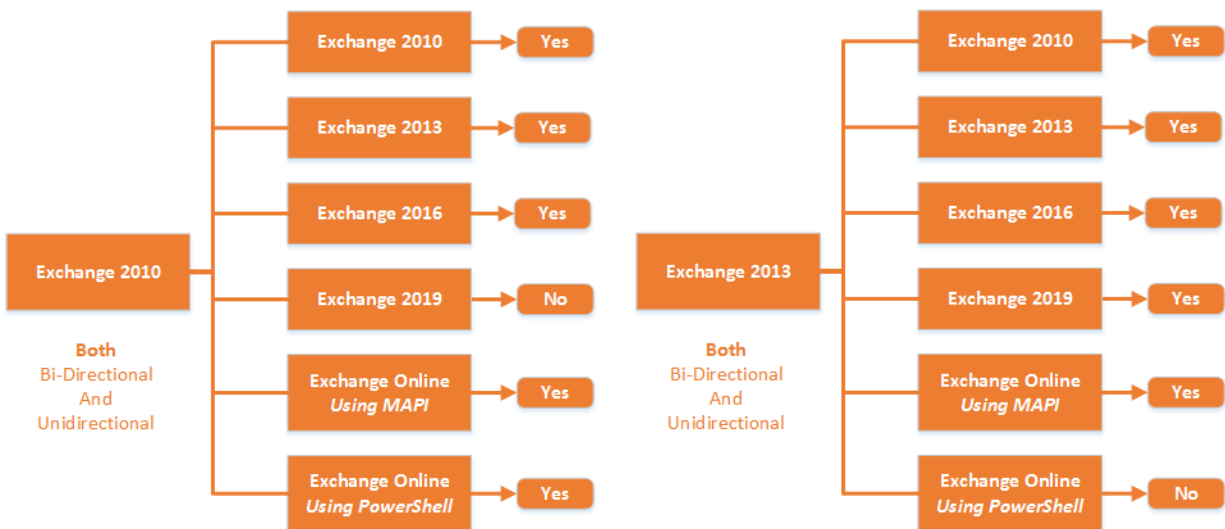 Exchange 2010
Both
Bi-Directional
And
Unidirectional
Exchange 2010
Yes
Exchange 2013
Yes
Exchange 2016
Yes
Exchange 2019
No
Exchange Online
Using MAPI
Yes
Exchange Online
Using PowerShell
Yes
Exchange 2013
Both
Bi-Directional
And
Unidirectional
Exchange 2010
Yes
Exchange 2013
Yes
Exchange 2016
Yes
Exchange 2019
Yes
Exchange Online
Using MAPI
Yes
Exchange Online
Using PowerShell
No